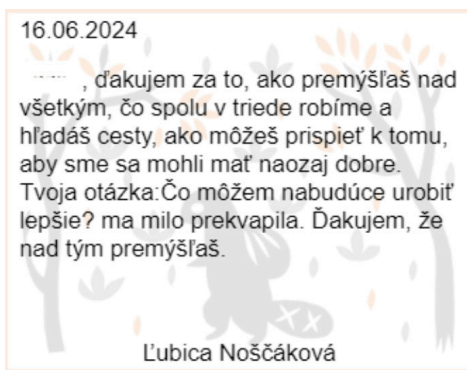 16.06.2024
, ďakujem za to, ako premýšľaš nad
všetkým, čo spolu v triede robíme a
hľadáš cesty, ako môžeš prispieť k tomu,
aby sme sa mohli mať naozaj dobre.
Tvoja otázka:Čo môžem nabudúce urobiť
lepšie? ma milo prekvapila. Ďakujem, že
nad tým premýšľaš.
Ľubica Noščáková